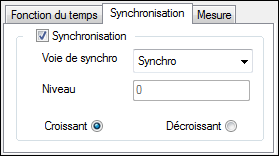 Fonction du temps Synchronisation Mesure
Synchronisation
Voie de synchro Synchro
Niveau 0
Croissant Décroissant